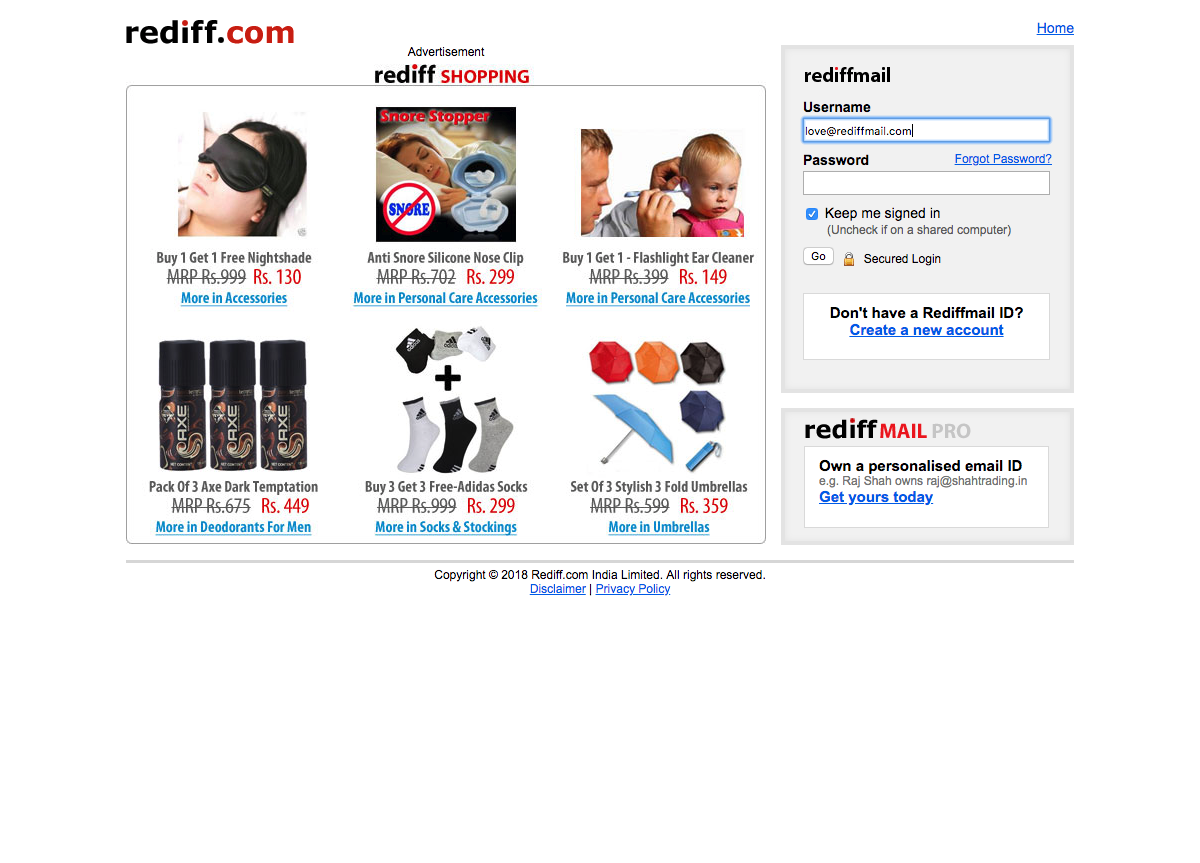 rediff.com
Home
Advertisement
rediff SHOPPING
Snore Stopper
SNORE
Buy 1 Get 1 Free Nightshade
MRP Rs.999 Rs. 130
More in Accessories
Anti Snore Silicone Nose Clip
MRP Rs.702 Rs. 299
More in Personal Care Accessories
Buy 1 Get 1 - Flashlight Ear Cleaner
MRP Rs.399 Rs. 149
More in Personal Care Accessories
AXE
AXE
AXE
adidas
Pack Of 3 Axe Dark Temptation
MRP Rs.675 Rs. 449
More in Deodorants For Men
Buy 3 Get 3 Free-Adidas Socks
MRP Rs.999 Rs. 299
More in Socks & Stockings
Set Of 3 Stylish 3 Fold Umbrellas
MRP Rs.599 Rs. 359
More in Umbrellas
rediffmail
Username
love@rediffmail.com
Password Forgot Password?
Keep me signed in
(Uncheck if on a shared computer)
Go Secured Login
Don't have a Rediffmail ID?
Create a new account
rediff MAIL PRO
Own a personalised email ID
e.g. Raj Shah owns raj@shahtrading.in
Get yours today
Copyright © 2018 Rediff.com India Limited. All rights reserved.
Disclaimer | Privacy Policy